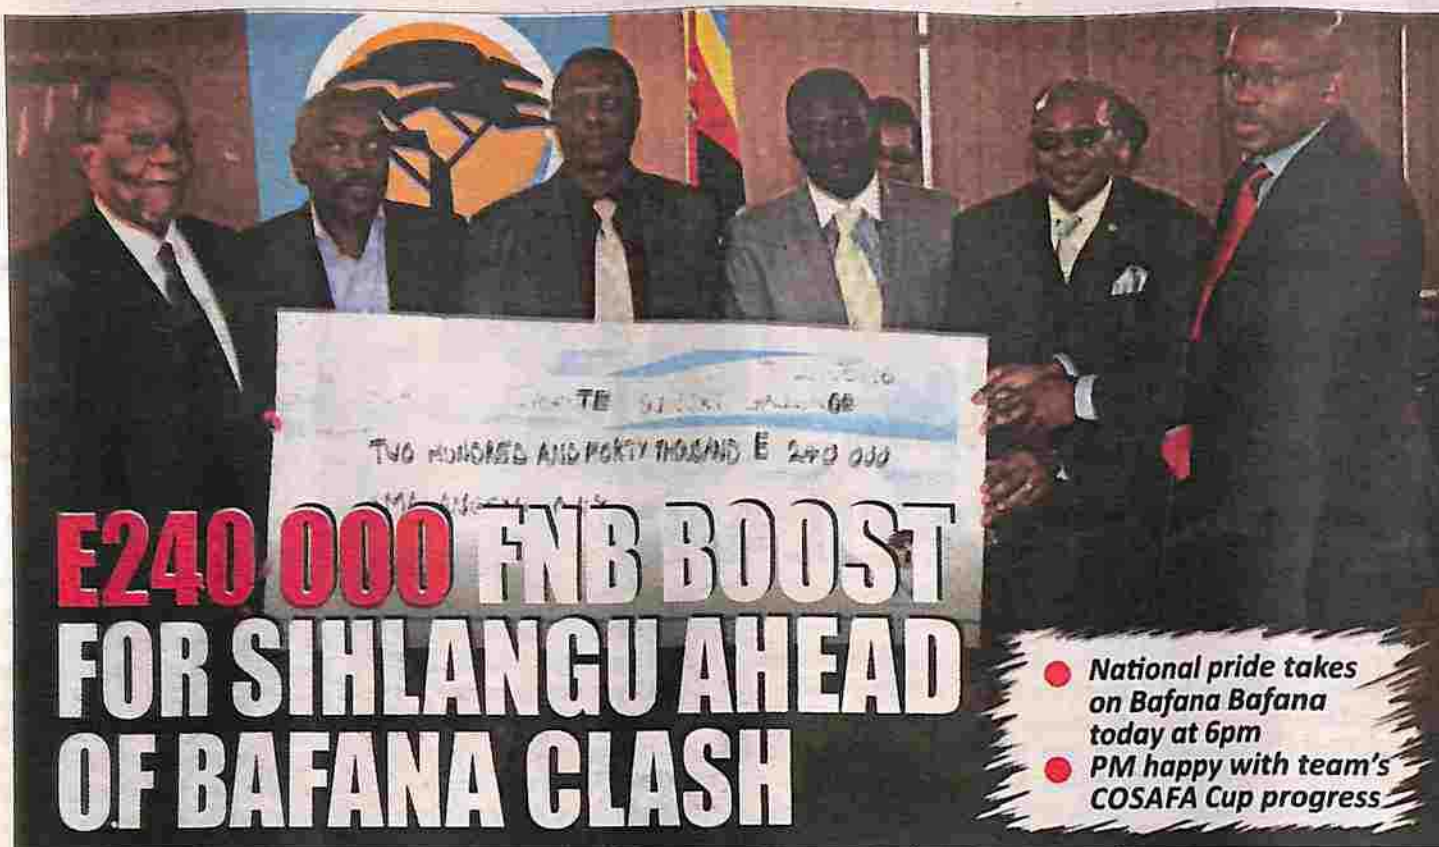 TWO HUNDRED AND FORTY THOUSAND E 240 000
E240 000 FNB BOOST
FOR SIHLANGU AHEAD
OF BAFANA CLASH
National pride takes
on Bafana Bafana
today at 6pm
PM happy with team's
COSAFA Cup progress